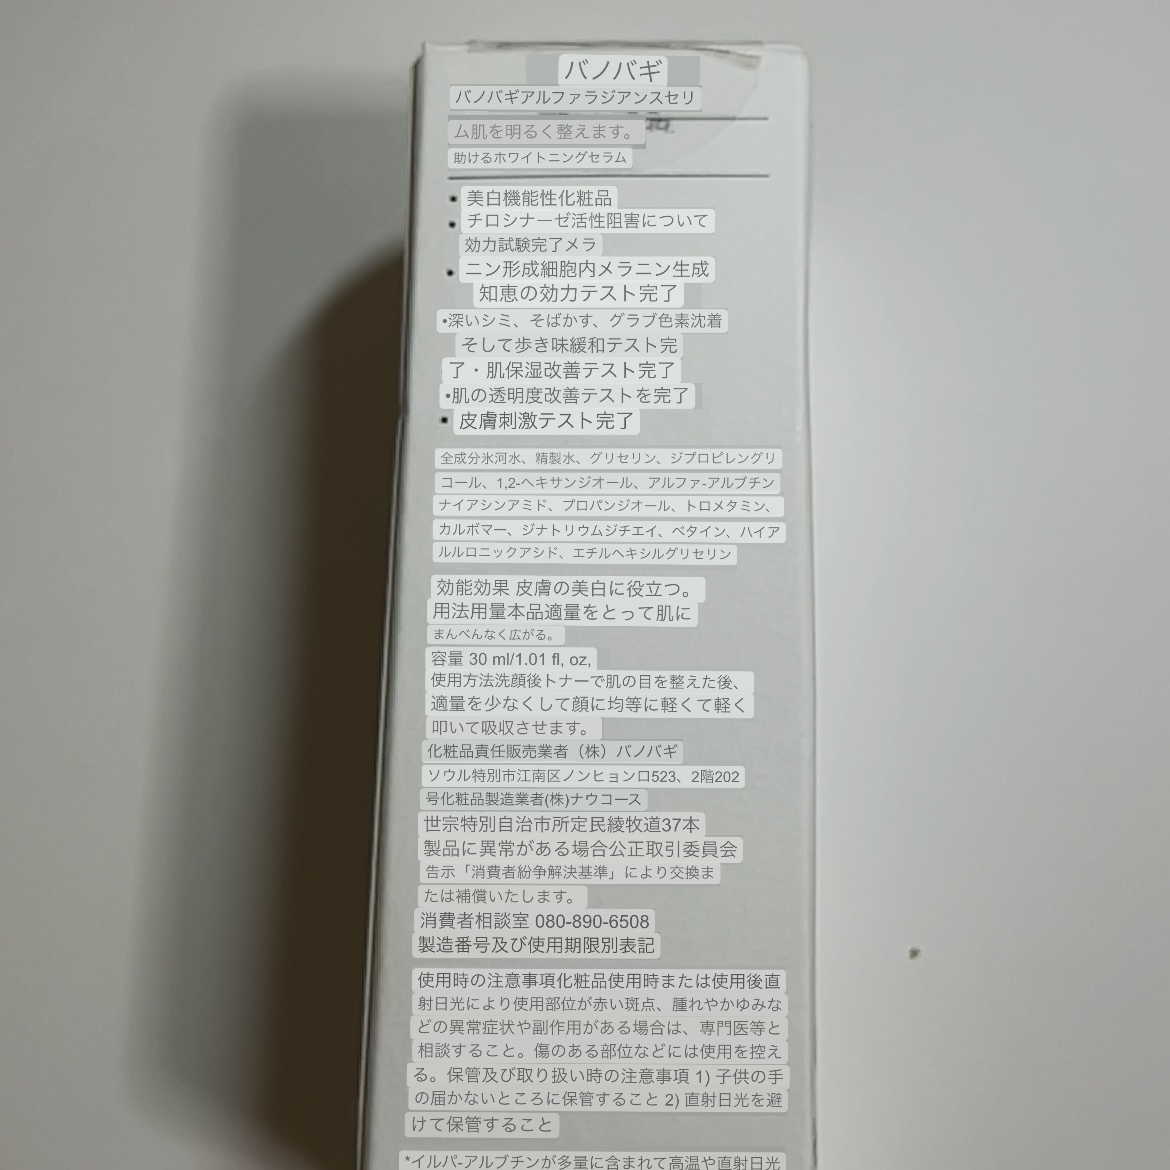 バノバギ
バノバギアルファラジアンスセリ
ム肌を明るく整えます。
助けるホワイトニングセラム
• 美白機能性化粧品
• チロシナーゼ活性阻害について
効力試験完了メラ
• ニン形成細胞内メラニン生成
知恵の効力テスト完了
•深いシミ、そばかす、グラブ色素沈着
そして歩き味緩和テスト完
了・肌保湿改善テスト完了
•肌の透明度改善テストを完了
• 皮膚刺激テスト完了
全成分氷河水、精製水、グリセリン、ジプロピレングリ
コール、1,2-ヘキサンジオール、アルファ-アルブチン
ナイアシンアミド、プロパンジオール、トロメタミン、
カルボマー、ジナトリウムジチエイ、ベタイン、ハイア
ルルロニックアシド、エチルヘキシルグリセリン
効能効果 皮膚の美白に役立つ。
用法用量本品適量をとって肌に
まんべんなく広がる。
容量 30 ml/1.01 fl, oz,
使用方法洗顔後トナーで肌の目を整えた後、
適量を少なくして顔に均等に軽くて軽く
叩いて吸収させます。
化粧品責任販売業者（株）バノバギ
ソウル特別市江南区ノンヒョンロ523、2階202
号化粧品製造業者(株)ナウコース
世宗特別自治市所定民綾牧道37本
製品に異常がある場合公正取引委員会
告示「消費者紛争解決基準」により交換ま
たは補償いたします。
消費者相談室 080-890-6508
製造番号及び使用期限別表記
使用時の注意事項化粧品使用時または使用後直
射日光により使用部位が赤い斑点、腫れやかゆみな
どの異常症状や副作用がある場合は、専門医等と
相談すること。傷のある部位などには使用を控え
る。保管及び取り扱い時の注意事項 1) 子供の手
の届かないところに保管すること 2) 直射日光を避
けて保管すること
*イルパ-アルブチンが多量に含まれて高温や直射日光